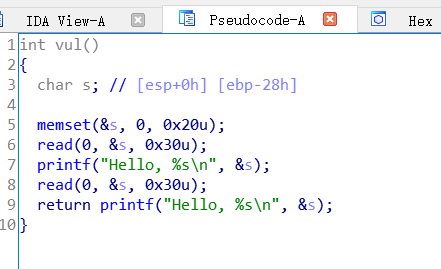 IDA View-A Pseudocode-A Hex
1 int vul()
2 {
3 char s; // [esp+0h] [ebp-28h]
4
5 memset(&s, 0, 0x20u);
6 read(0, &s, 0x30u);
7 printf("Hello, %s\n", &s);
8 read(0, &s, 0x30u);
9 return printf("Hello, %s\n", &s);
10 }